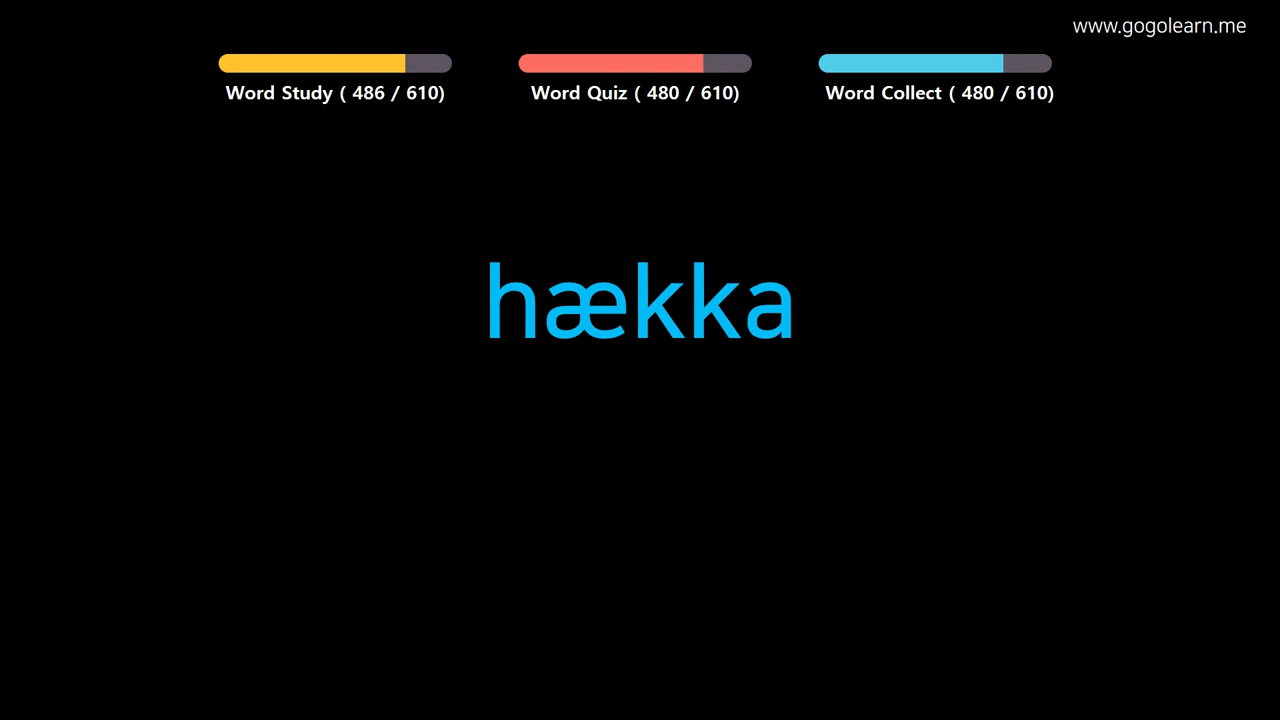 www.gogolearn.me
Word Study ( 486 / 610)
Word Quiz ( 480 / 610)
Word Collect ( 480 / 610)
hækka